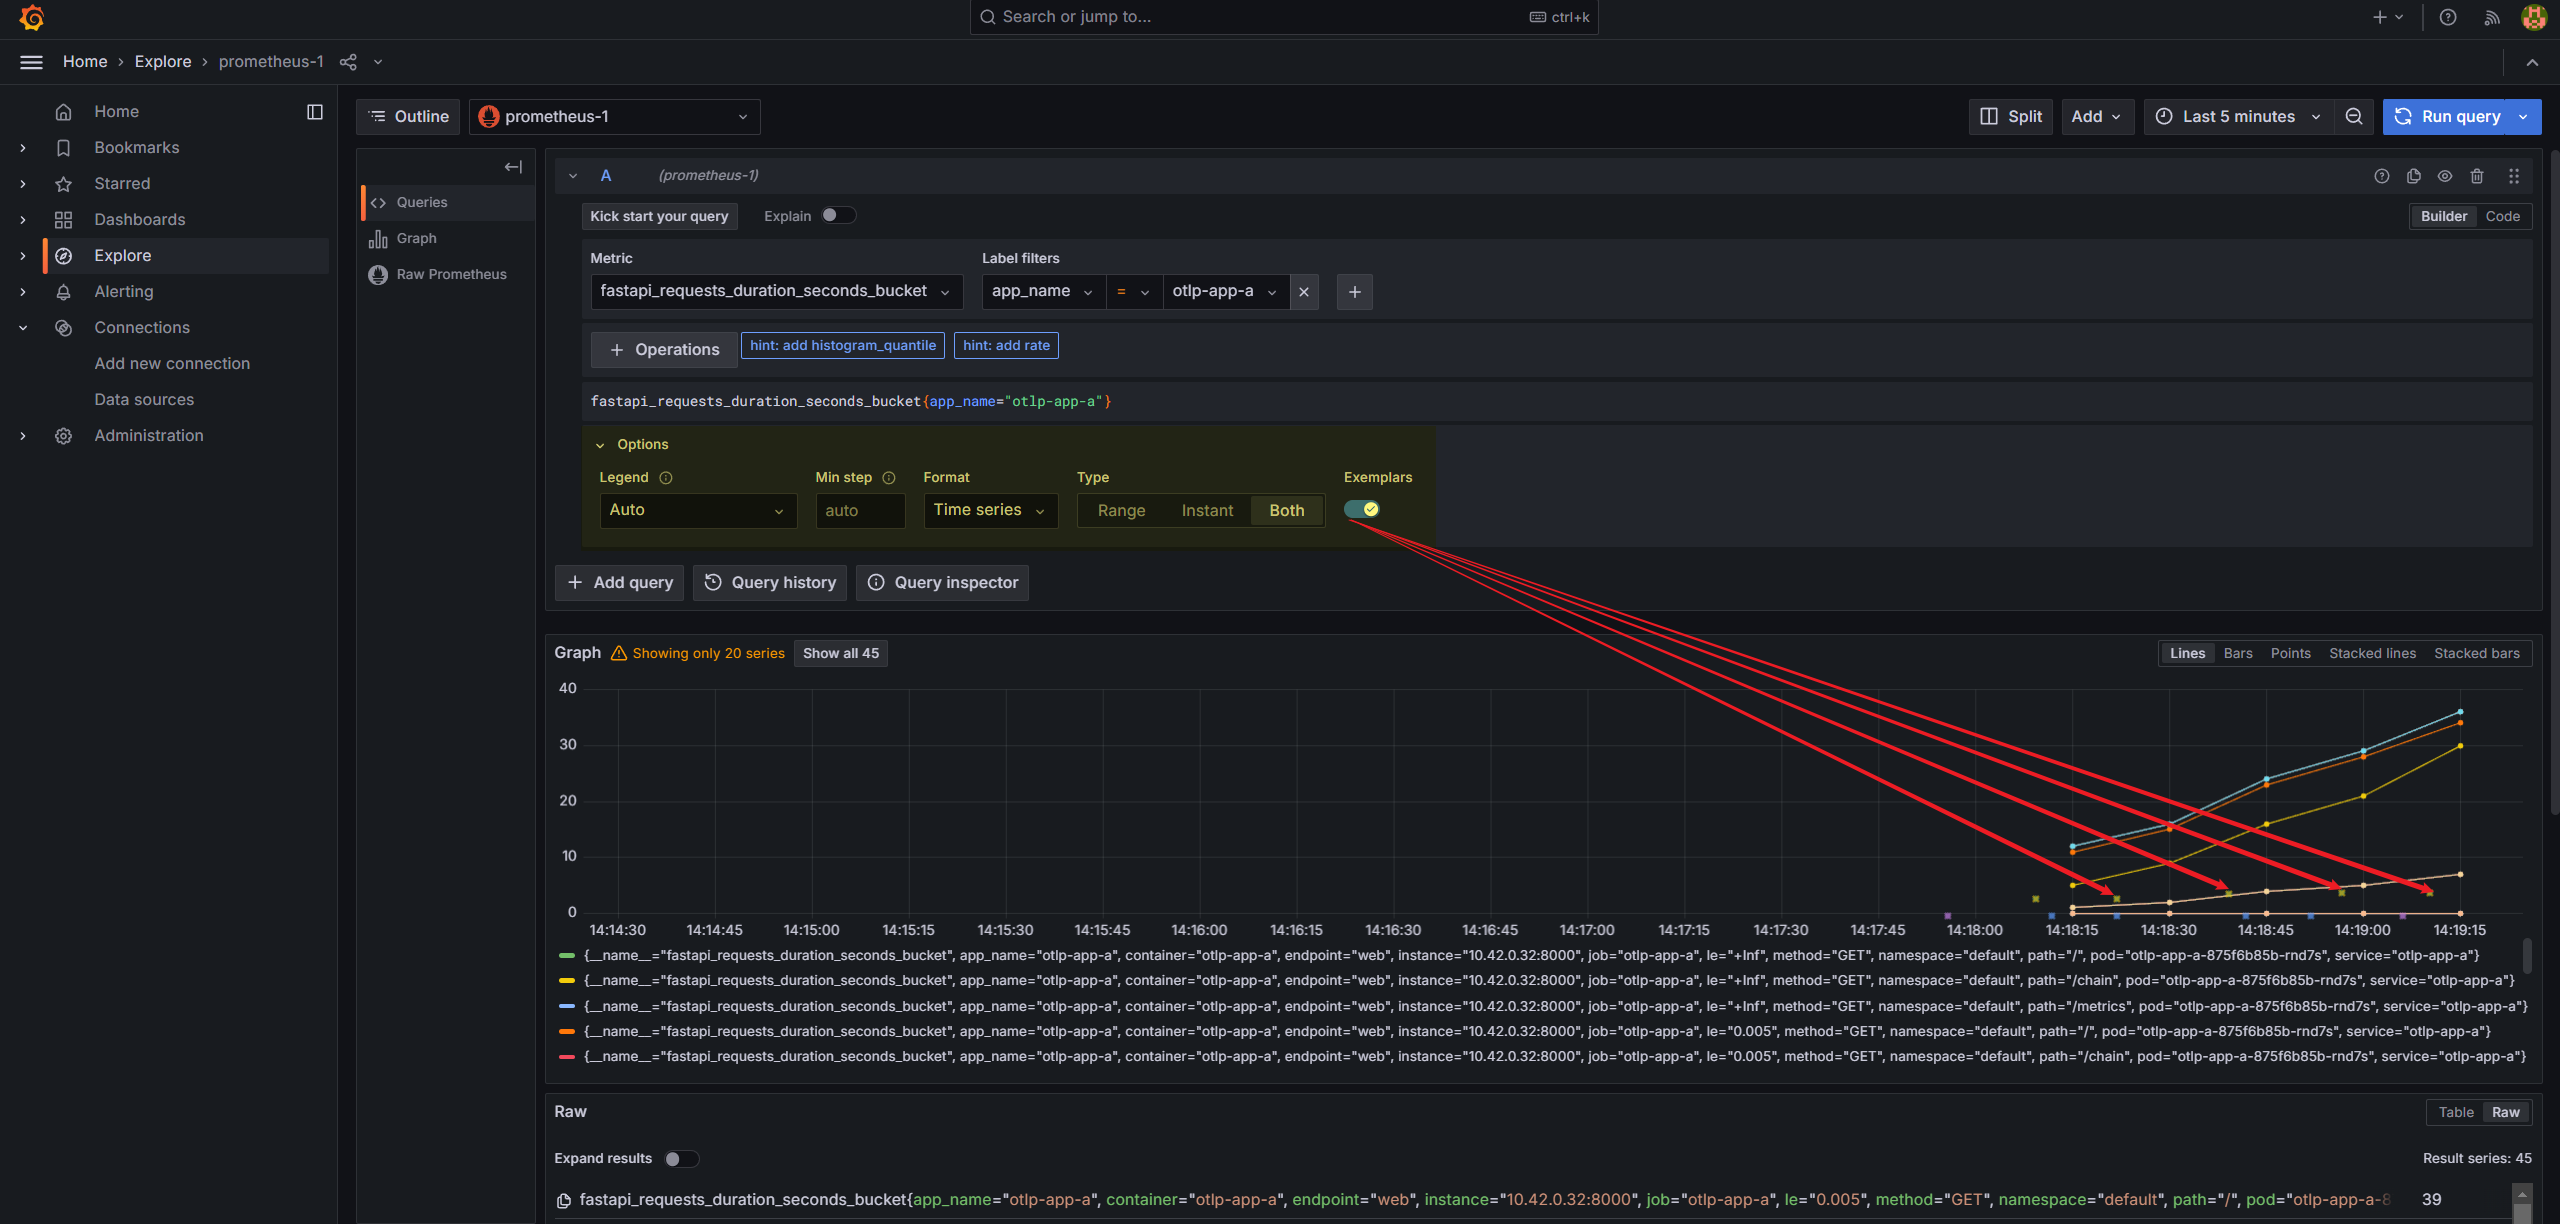 Search or jump to...
ctrl+k
Home
Explore
prometheus-1
Home
Bookmarks
Starred
Dashboards
Explore
Alerting
Connections
Add new connection
Data sources
Administration
Outline
prometheus-1
Split
Add
Last 5 minutes
Run query
Queries
Graph
Raw Prometheus
A
(prometheus-1)
Kick start your query
Explain
Builder
Code
Metric
Label filters
fastapi_requests_duration_seconds_bucket
app_name
=
otlp-app-a
Operations
hint: add histogram_quantile
hint: add rate
fastapi_requests_duration_seconds_bucket{app_name="otlp-app-a"}
Options
Legend
Min step
Format
Type
Exemplars
Auto
auto
Time series
Range
Instant
Both
Add query
Query history
Query inspector
Graph
Showing only 20 series
Show all 45
Lines
Bars
Points
Stacked lines
Stacked bars
40
30
20
10
0
14:14:30
14:14:45
14:15:00
14:15:15
14:15:30
14:15:45
14:16:00
14:16:15
14:16:30
14:16:45
14:17:00
14:17:15
14:17:30
14:17:45
14:18:00
14:18:15
14:18:30
14:18:45
14:19:00
14:19:15
{__name__="fastapi_requests_duration_seconds_bucket", app_name="otlp-app-a", container="otlp-app-a", endpoint="web", instance="10.42.0.32:8000", job="otlp-app-a", le="+Inf", method="GET", namespace="default", path="/", pod="otlp-app-a-875f6b85b-rnd7s", service="otlp-app-a"}
{__name__="fastapi_requests_duration_seconds_bucket", app_name="otlp-app-a", container="otlp-app-a", endpoint="web", instance="10.42.0.32:8000", job="otlp-app-a", le="+Inf", method="GET", namespace="default", path="/chain", pod="otlp-app-a-875f6b85b-rnd7s", service="otlp-app-a"}
{__name__="fastapi_requests_duration_seconds_bucket", app_name="otlp-app-a", container="otlp-app-a", endpoint="web", instance="10.42.0.32:8000", job="otlp-app-a", le="+Inf", method="GET", namespace="default", path="/metrics", pod="otlp-app-a-875f6b85b-rnd7s", service="otlp-app-a"}
{__name__="fastapi_requests_duration_seconds_bucket", app_name="otlp-app-a", container="otlp-app-a", endpoint="web", instance="10.42.0.32:8000", job="otlp-app-a", le="0.005", method="GET", namespace="default", path="/", pod="otlp-app-a-875f6b85b-rnd7s", service="otlp-app-a"}
{__name__="fastapi_requests_duration_seconds_bucket", app_name="otlp-app-a", container="otlp-app-a", endpoint="web", instance="10.42.0.32:8000", job="otlp-app-a", le="0.005", method="GET", namespace="default", path="/chain", pod="otlp-app-a-875f6b85b-rnd7s", service="otlp-app-a"}
Raw
Table
Raw
Expand results
Result series: 45
fastapi_requests_duration_seconds_bucket{app_name="otlp-app-a", container="otlp-app-a", endpoint="web", instance="10.42.0.32:8000", job="otlp-app-a", le="0.005", method="GET", namespace="default", path="/", pod="otlp-app-a-8
39